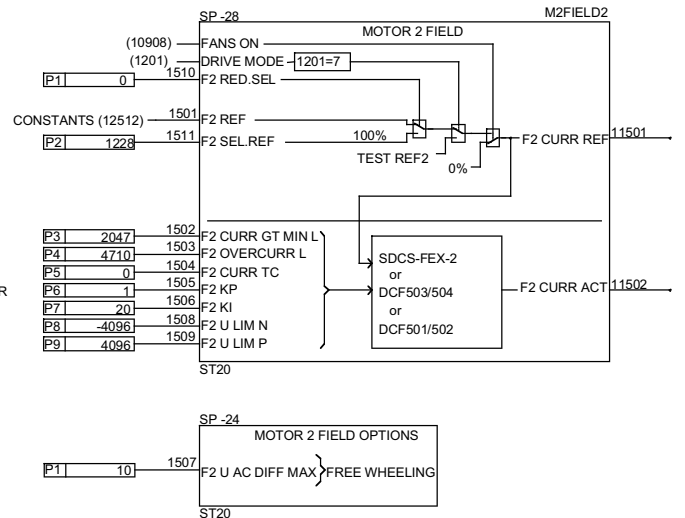 SP -28 M2FIELD2
MOTOR 2 FIELD
(10908) FANS ON
(1201) DRIVE MODE 1201=7
P1 0 1510 F2 RED.SEL
CONSTANTS (12512) 1501 F2 REF
P2 1228 1511 F2 SEL.REF 100%
TEST REF2
0%
F2 CURR REF 11501
P3 2047 1502 F2 CURR GT MIN L
P4 4710 1503 F2 OVERCURR L
P5 0 1504 F2 CURR TC
R P6 1 1505 F2 KP
P7 20 1506 F2 KI
P8 -4096 1508 F2 U LIM N
P9 4096 1509 F2 U LIM P
SDCS-FEX-2
or
DCF503/504
or
DCF501/502
F2 CURR ACT 11502
ST20
SP -24
MOTOR 2 FIELD OPTIONS
P1 10 1507 F2 U AC DIFF MAX FREE WHEELING
ST20